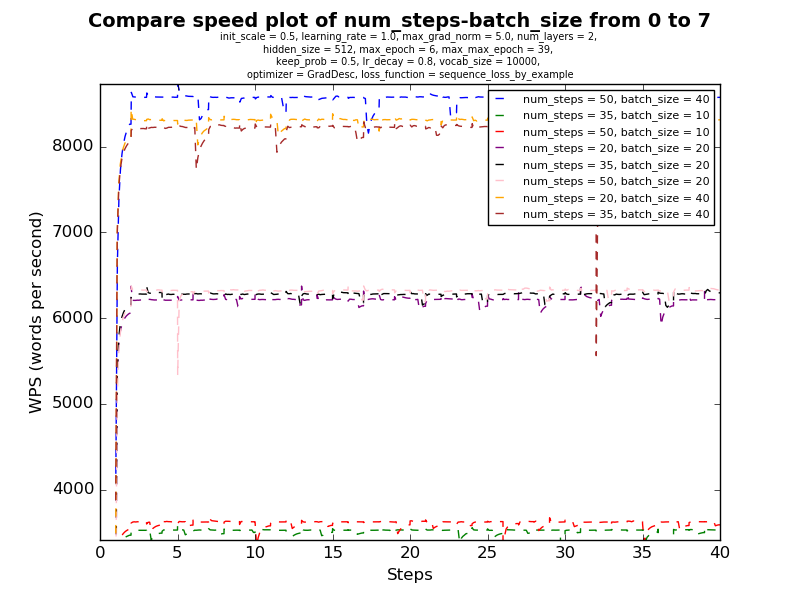 Compare speed plot of num_steps-batch_size from 0 to 7
init_scale = 0.5, learning_rate = 1.0, max_grad_norm = 5.0, num_layers = 2,
hidden_size = 512, max_epoch = 6, max_max_epoch = 39,
keep_prob = 0.5, lr_decay = 0.8, vocab_size = 10000,
optimizer = GradDesc, loss_function = sequence_loss_by_example
num_steps = 50, batch_size = 40
num_steps = 35, batch_size = 10
num_steps = 50, batch_size = 10
num_steps = 20, batch_size = 20
num_steps = 35, batch_size = 20
num_steps = 50, batch_size = 20
num_steps = 20, batch_size = 40
num_steps = 35, batch_size = 40
WPS (words per second)
8000
7000
6000
5000
4000
0 5 10 15 20 25 30 35 40
Steps